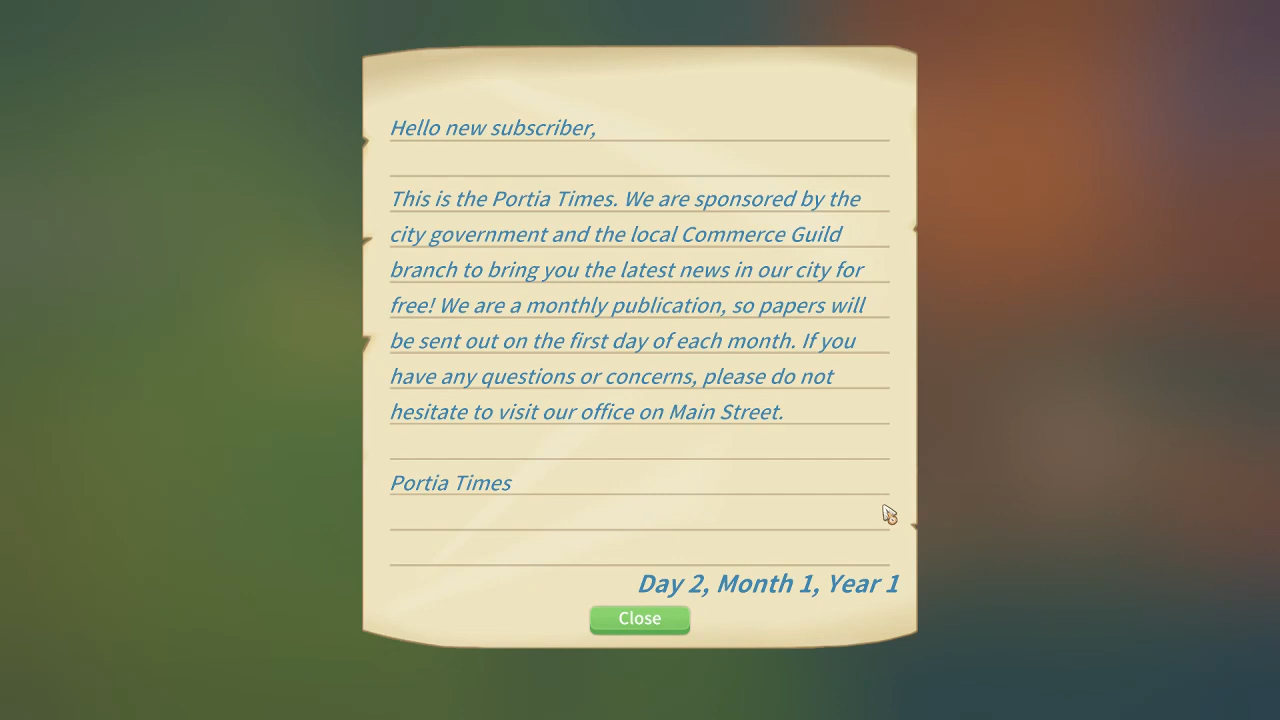 Hello new subscriber,
This is the Portia Times. We are sponsored by the
city government and the local Commerce Guild
branch to bring you the latest news in our city for
free! We are a monthly publication, so papers will
be sent out on the first day of each month. If you
have any questions or concerns, please do not
hesitate to visit our office on Main Street.
Portia Times
Day 2, Month 1, Year 1
Close